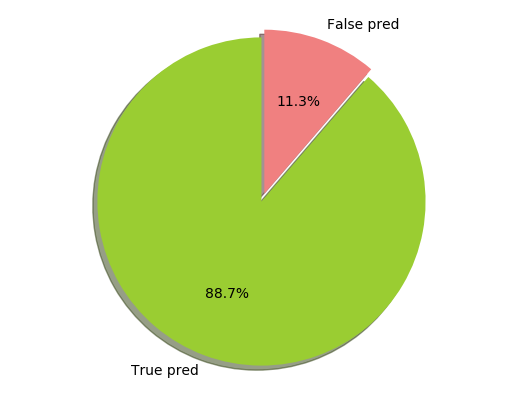 False pred
11.3%
88.7%
True pred